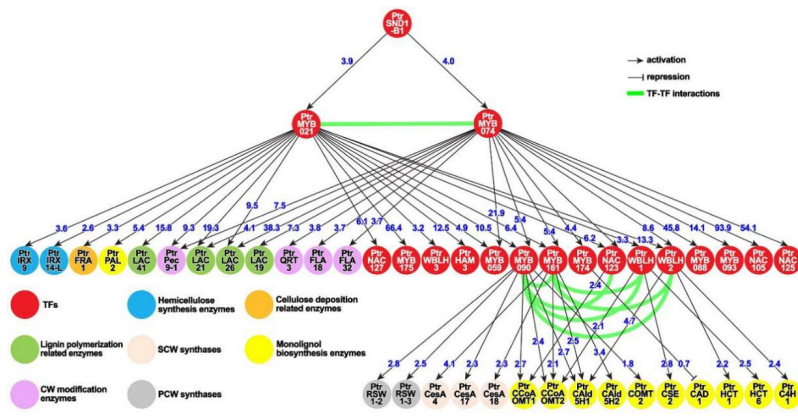 Ptr
SND1
-B1
3.9
4.0
activation
repression
TF-TF interactions
Ptr
MYB
021
Ptr
MYB
074
9.5
7.5
21.9
5.4
3.6
2.6
3.3
5.4
15.8
9.3
19.3
4.1
38.3
7.3
3.8
3.7
6.1
3.7
66.4
3.2
12.5
4.9
10.5
6.4
5.4
4.4
6.2
3.3
13.3
8.6
45.8
14.1
93.9
54.1
Ptr
IRX
9
Ptr
IRX
14-L
Ptr
FRA
1
Ptr
PAL
2
Ptr
LAC
41
Ptr
Pec
9-1
Ptr
LAC
21
Ptr
LAC
26
Ptr
LAC
19
Ptr
QRT
3
Ptr
FLA
18
Ptr
FLA
32
Ptr
NAC
127
Ptr
MYB
175
Ptr
WBLH
3
Ptr
HAM
3
Ptr
MYB
059
Ptr
MYB
090
Ptr
MYB
161
Ptr
MYB
174
Ptr
NAC
123
Ptr
WBLH
1
Ptr
WBLH
2
Ptr
MYB
088
Ptr
MYB
093
Ptr
NAC
105
Ptr
NAC
125
TFs
Hemicellulose
synthesis enzymes
Cellulose deposition
related enzymes
Lignin polymerization
related enzymes
SCW synthases
Monolignol
biosynthesis enzymes
CW modification
enzymes
PCW synthases
2.4
2.1
4.7
2.4
2.5
2.7
3.4
2.8
2.5
4.1
2.3
2.3
2.1
1.8
2.8
0.7
2.2
2.5
2.4
Ptr
RSW
1-2
Ptr
RSW
1-3
Ptr
CesA
4
Ptr
CesA
17
Ptr
CesA
18
Ptr
CCoA
OMT1
Ptr
CCoA
OMT2
Ptr
CAld
5H1
Ptr
CAld
5H2
Ptr
COMT
2
Ptr
CSE
2
Ptr
CAD
1
Ptr
HCT
1
Ptr
HCT
6
Ptr
C4H
1